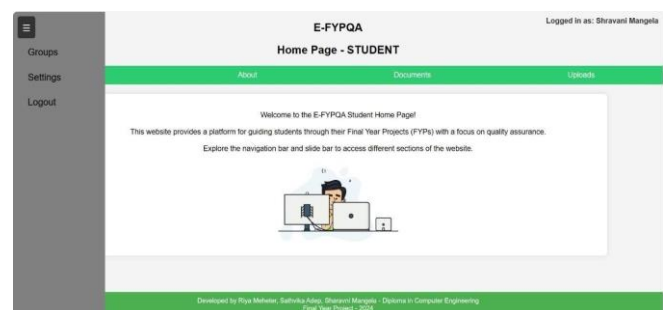 E-FYPQA
Logged in as: Shravani Mangela
Home Page - STUDENT
Groups
Settings
Logout
About Documents Uploads
Welcome to the E-FYPQA Student Home Page!
This website provides a platform for guiding students through their Final Year Projects (FYPs) with a focus on quality assurance.
Explore the navigation bar and slide bar to access different sections of the website.
Developed by Riya Meheter, Sathvika Adep, Sharavni Mangela - Diploma in Computer Engineering
Final Year Project - 2024